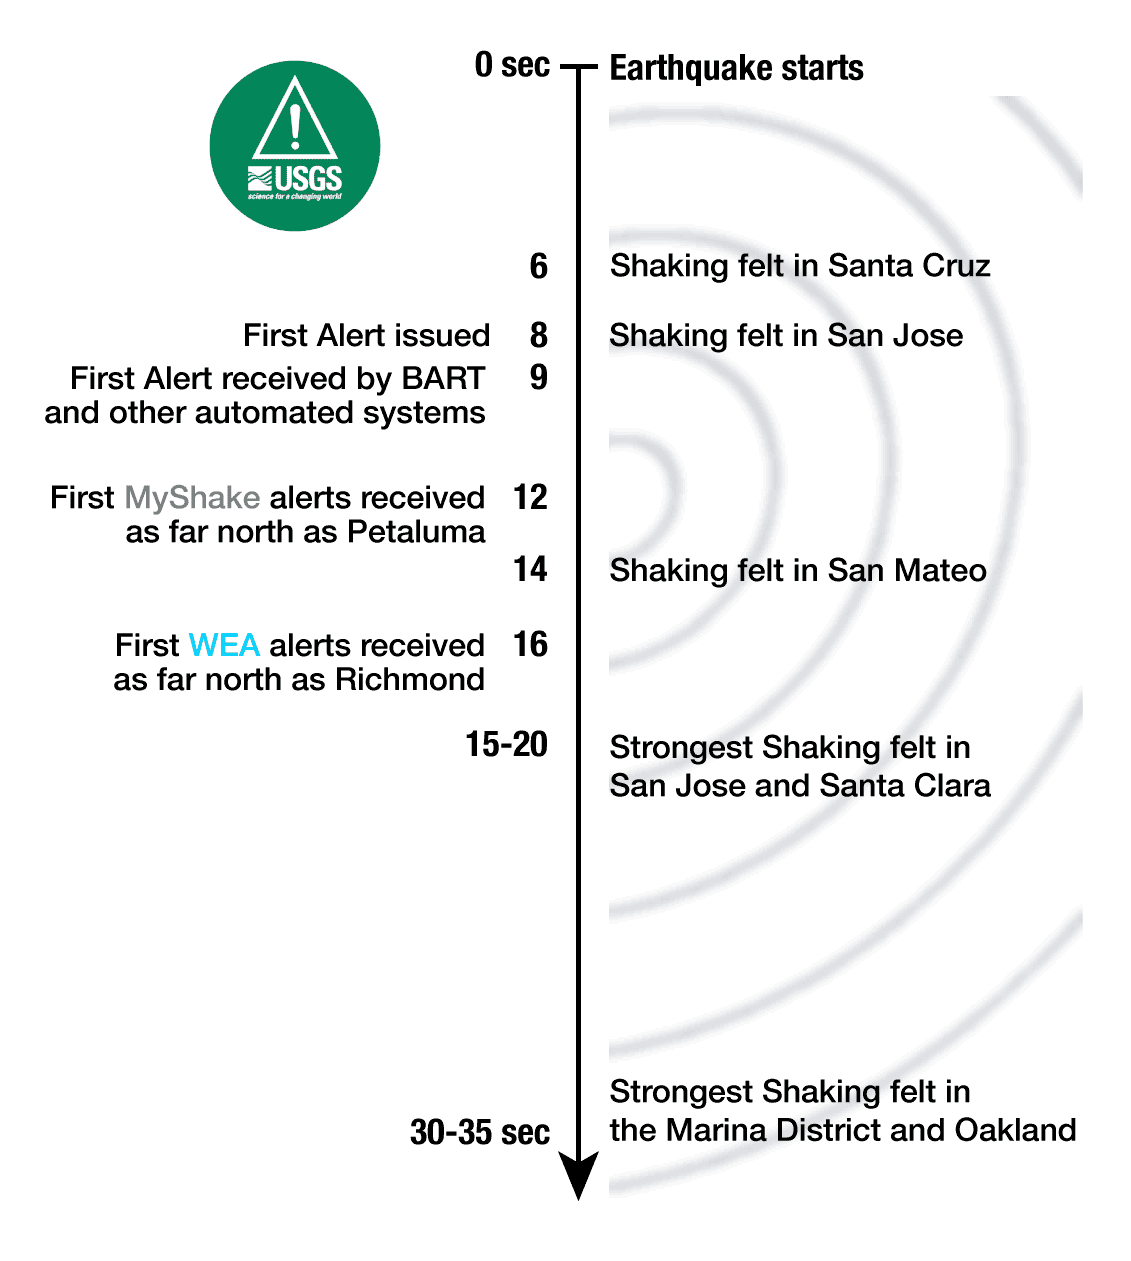 0 sec Earthquake starts
!
USGS
science for a changing world
6 Shaking felt in Santa Cruz
First Alert issued 8 Shaking felt in San Jose
First Alert received by BART 9
and other automated systems
First MyShake alerts received 12
as far north as Petaluma
14 Shaking felt in San Mateo
First WEA alerts received 16
as far north as Richmond
15-20 Strongest Shaking felt in
San Jose and Santa Clara
Strongest Shaking felt in
30-35 sec the Marina District and Oakland